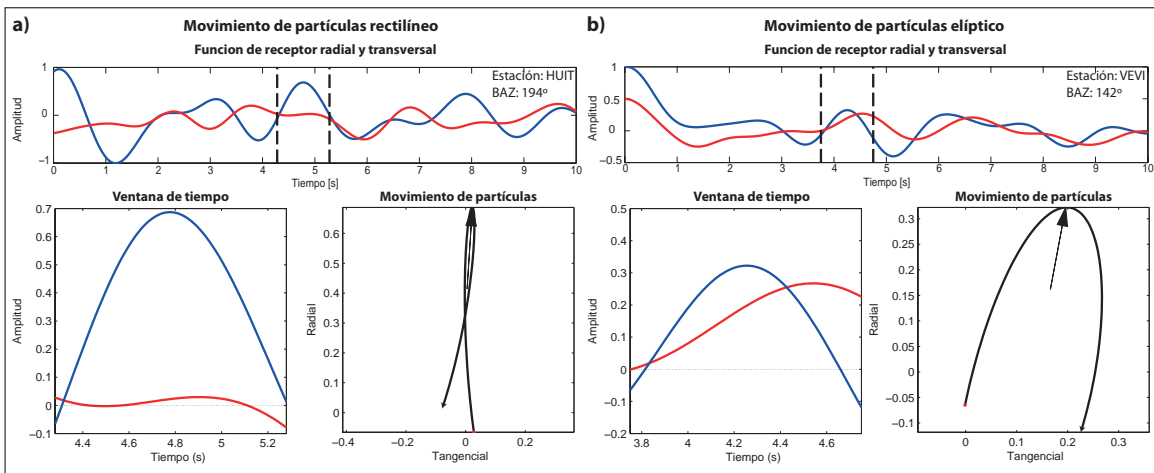 a)
Movimiento de partículas rectilíneo
Funcion de receptor radial y transversal
Estación: HUIT
BAZ: 194º
Amplitud
1
0
−1
0 1 2 3 4 5 6 7 8 9 10
Tiempo [s]
Ventana de tiempo
Amplitud
0.7
0.6
0.5
0.4
0.3
0.2
0.1
0
−0.1
4.4 4.6 4.8 5 5.2
Tiempo (s)
Movimiento de partículas
Radial
0.6
0.5
0.4
0.3
0.2
0.1
0
−0.4 −0.2 0 0.2
Tangencial
b)
Movimiento de partículas elíptico
Funcion de receptor radial y transversal
Estación: VEVI
BAZ: 142º
Amplitud
1
0.5
0
−0.5
0 1 2 3 4 5 6 7 8 9 10
Tiempo [s]
Ventana de tiempo
Amplitud
0.5
0.4
0.3
0.2
0.1
0
−0.1
−0.2
3.8 4 4.2 4.4 4.6
Tiempo (s)
Movimiento de partículas
Radial
0.3
0.25
0.2
0.15
0.1
0.05
0
−0.05
−0.1
0 0.1 0.2 0.3
Tangencial